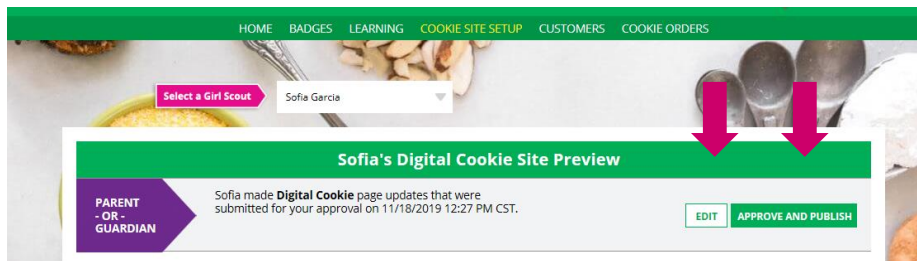 HOME BADGES LEARNING COOKIE SITE SETUP CUSTOMERS COOKIE ORDERS
Select a Girl Scout
Sofia Garcia
Sofia's Digital Cookie Site Preview
PARENT
- OR -
GUARDIAN
Sofia made Digital Cookie page updates that were
submitted for your approval on 11/18/2019 12:27 PM CST.
EDIT APPROVE AND PUBLISH